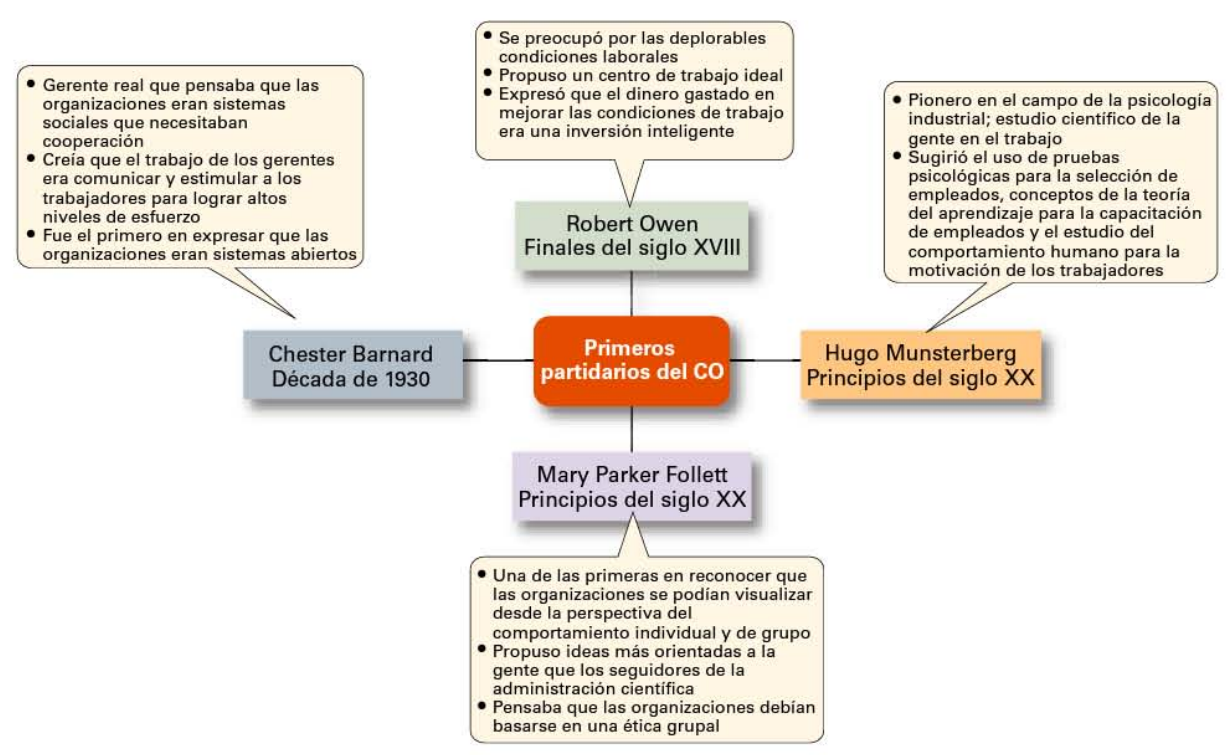 • Se preocupó por las deplorables
condiciones laborales
• Propuso un centro de trabajo ideal
• Expresó que el dinero gastado en
mejorar las condiciones de trabajo
era una inversión inteligente
• Gerente real que pensaba que las
organizaciones eran sistemas
sociales que necesitaban
cooperación
• Creía que el trabajo de los gerentes
era comunicar y estimular a los
trabajadores para lograr altos
niveles de esfuerzo
• Fue el primero en expresar que las
organizaciones eran sistemas abiertos
• Pionero en el campo de la psicología
industrial; estudio científico de la
gente en el trabajo
• Sugirió el uso de pruebas
psicológicas para la selección de
empleados, conceptos de la teoría
del aprendizaje para la capacitación
de empleados y el estudio del
comportamiento humano para la
motivación de los trabajadores
Robert Owen
Finales del siglo XVIII
Chester Barnard
Década de 1930
Primeros
partidarios del CO
Hugo Munsterberg
Principios del siglo XX
Mary Parker Follett
Principios del siglo XX
• Una de las primeras en reconocer que
las organizaciones se podían visualizar
desde la perspectiva del
comportamiento individual y de grupo
• Propuso ideas más orientadas a la
gente que los seguidores de la
administración científica
• Pensaba que las organizaciones debían
basarse en una ética grupal